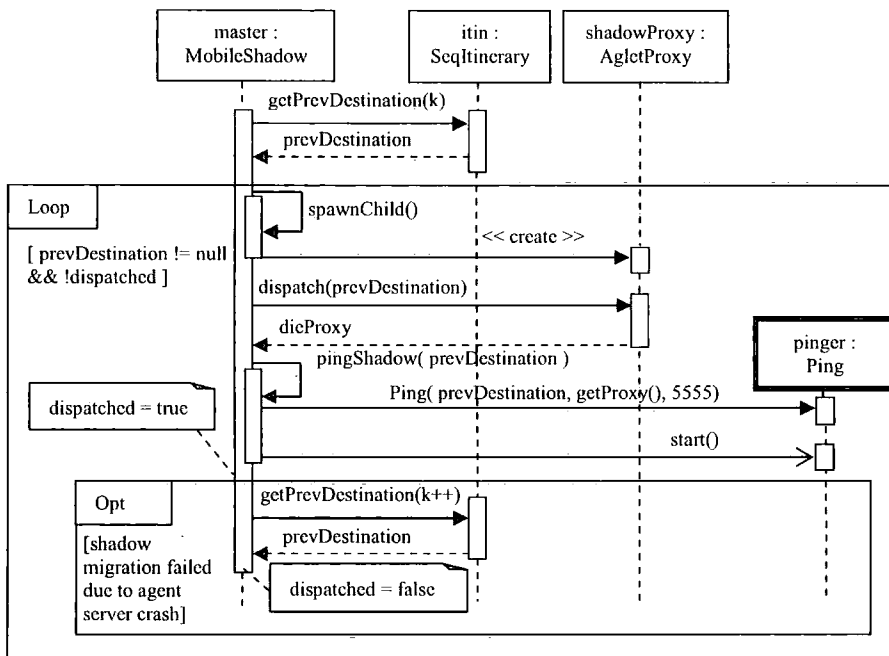 master :
MobileShadow
itin :
SeqItinerary
shadowProxy :
AgletProxy
getPrevDestination(k)
prevDestination
Loop
spawnChild()
[ prevDestination != null
&& !dispatched ]
<< create >>
dispatch(prevDestination)
dieProxy
pinger :
Ping
pingShadow( prevDestination )
dispatched = true
Ping( prevDestination, getProxy(), 5555)
start()
Opt
getPrevDestination(k++)
[shadow
migration failed
due to agent
server crash]
prevDestination
dispatched = false